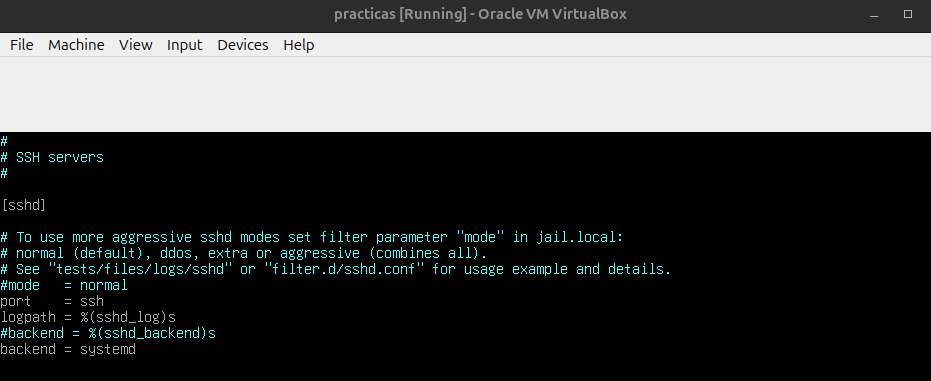 practicas [Running] - Oracle VM VirtualBox
File Machine View Input Devices Help
#
# SSH servers
#
[sshd]
# To use more aggressive sshd modes set filter parameter "mode" in jail.local:
# normal (default), ddos, extra or aggressive (combines all).
# See "tests/files/logs/sshd" or "filter.d/sshd.conf" for usage example and details.
#mode   = normal
port    = ssh
logpath = %(sshd_log)s
#backend = %(sshd_backend)s
backend = systemd